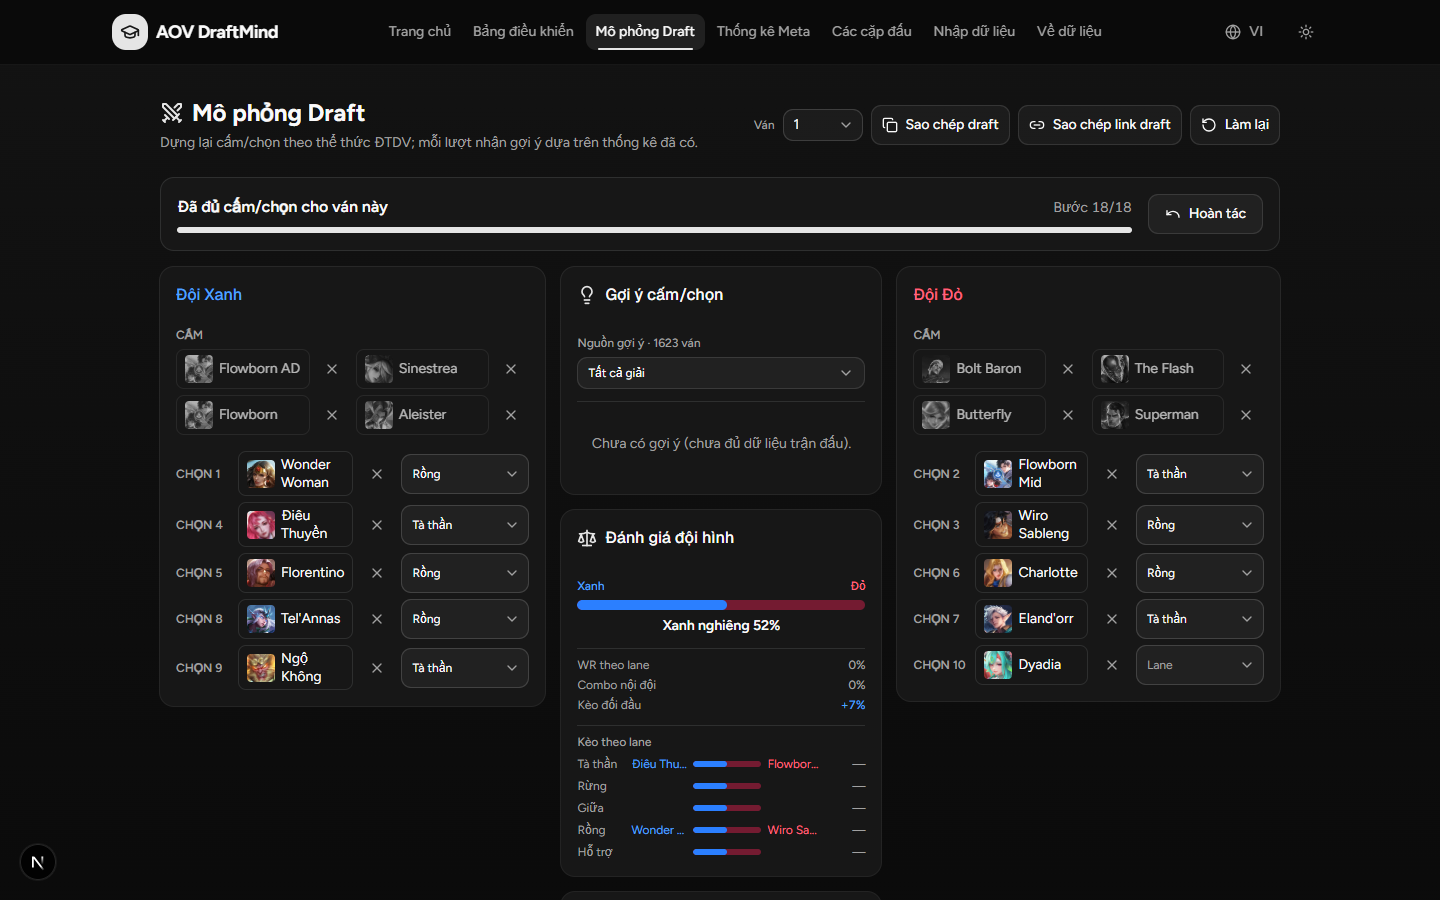 AOV DraftMind
Trang chủ
Bảng điều khiển
Mô phỏng Draft
Thống kê Meta
Các cặp đấu
Nhập dữ liệu
Về dữ liệu
VI
Mô phỏng Draft
Dựng lại cấm/chọn theo thể thức ĐTDV; mỗi lượt nhận gợi ý dựa trên thống kê đã có.
Ván
1
Sao chép draft
Sao chép link draft
Làm lại
Đã đủ cấm/chọn cho ván này
Bước 18/18
Hoàn tác
Đội Xanh
CẤM
Flowborn AD
Sinestrea
Flowborn
Aleister
CHỌN 1
Wonder
Woman
Rồng
CHỌN 4
Điêu
Thuyền
Tà thần
CHỌN 5
Florentino
Rồng
CHỌN 8
Tel'Annas
Rồng
CHỌN 9
Ngộ
Không
Tà thần
Gợi ý cấm/chọn
Nguồn gợi ý · 1623 ván
Tất cả giải
Chưa có gợi ý (chưa đủ dữ liệu trận đấu).
Đánh giá đội hình
Xanh
Đỏ
Xanh nghiêng 52%
WR theo lane
0%
Combo nội đội
0%
Kèo đối đầu
+7%
Kèo theo lane
Tà thần
Điêu Thu...
Flowbor...
—
Rừng
—
Giữa
—
Rồng
Wonder ...
Wiro Sa...
—
Hỗ trợ
—
Đội Đỏ
CẤM
Bolt Baron
The Flash
Butterfly
Superman
CHỌN 2
Flowborn
Mid
Tà thần
CHỌN 3
Wiro
Sableng
Rồng
CHỌN 6
Charlotte
Rồng
CHỌN 7
Eland'orr
Tà thần
CHỌN 10
Dyadia
Lane
N